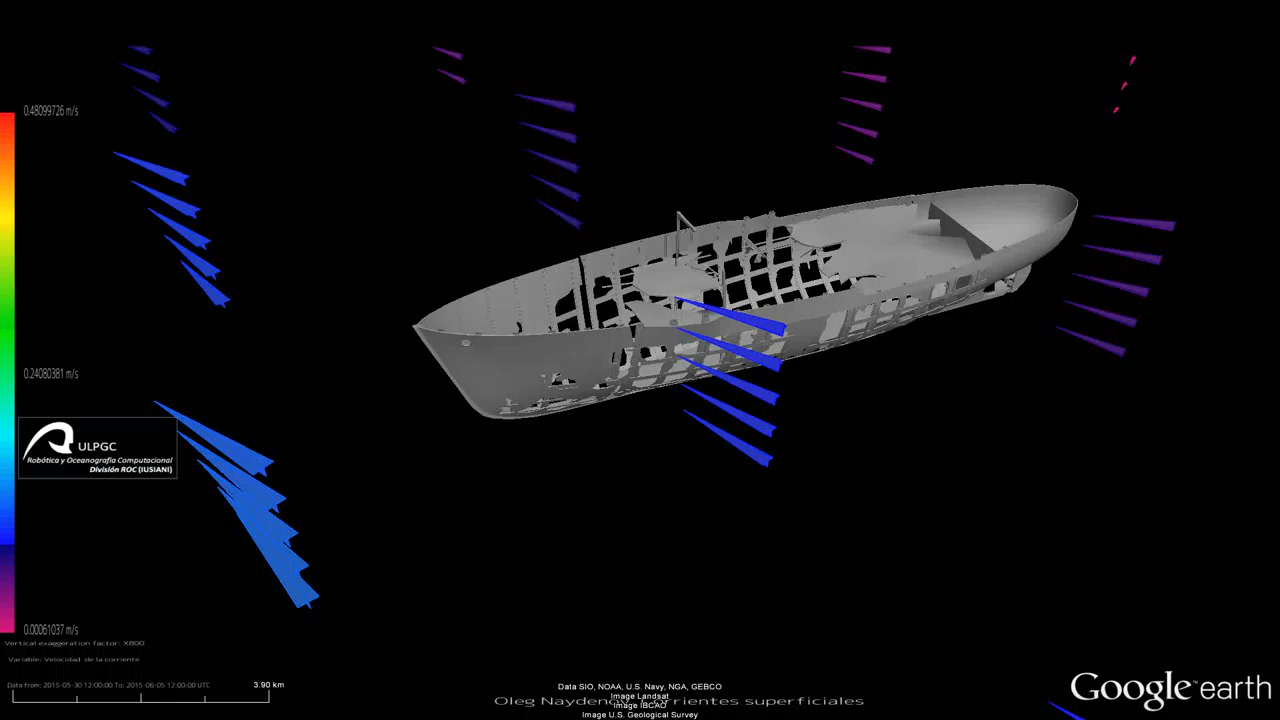 0.48099726 m/s
0.24080381 m/s
ULPGC
Robótica y Oceanografía Computacional
División ROC (IUSIANI)
0.00061037 m/s
Vertical exaggeration factor: X800
Variable: Velocidad de la corriente
Data from: 2015-05-30 12:00:00 To: 2015-06-05 12:00:00 UTC
3.90 km
Data SIO, NOAA, U.S. Navy, NGA, GEBCO
Image Landsat
Oleg superficiales
Image IBCAO
Image U.S. Geological Survey
Google earth